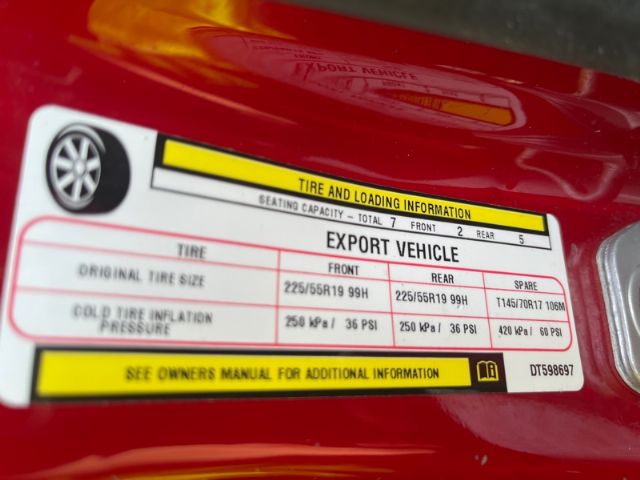 EXPORT VEHICLE
TIRE AND LOADING INFORMATION
SEATING CAPACITY – TOTAL 7 FRONT 2 REAR 5
EXPORT VEHICLE
TIRE FRONT REAR SPARE
ORIGINAL TIRE SIZE 225/55R19 99H 225/55R19 99H T145/70R17 106M
COLD TIRE INFLATION PRESSURE 250 kPa / 36 PSI 250 kPa / 36 PSI 420 kPa / 60 PSI
SEE OWNERS MANUAL FOR ADDITIONAL INFORMATION
DT598697